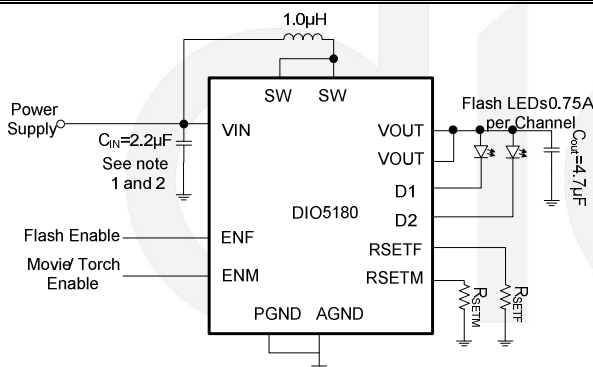 1.0µH
SW SW
Power
Supply
CIN=2.2µF
See note
1 and 2
VIN
Flash LEDs0.75A
per Channel
VOUT
VOUT
Cout=4.7µF
D1
D2
DIO5180
Flash Enable
ENF
RSETF
Movie/ Torch
Enable
ENM
RSETM
RSETM
RSETF
PGND AGND